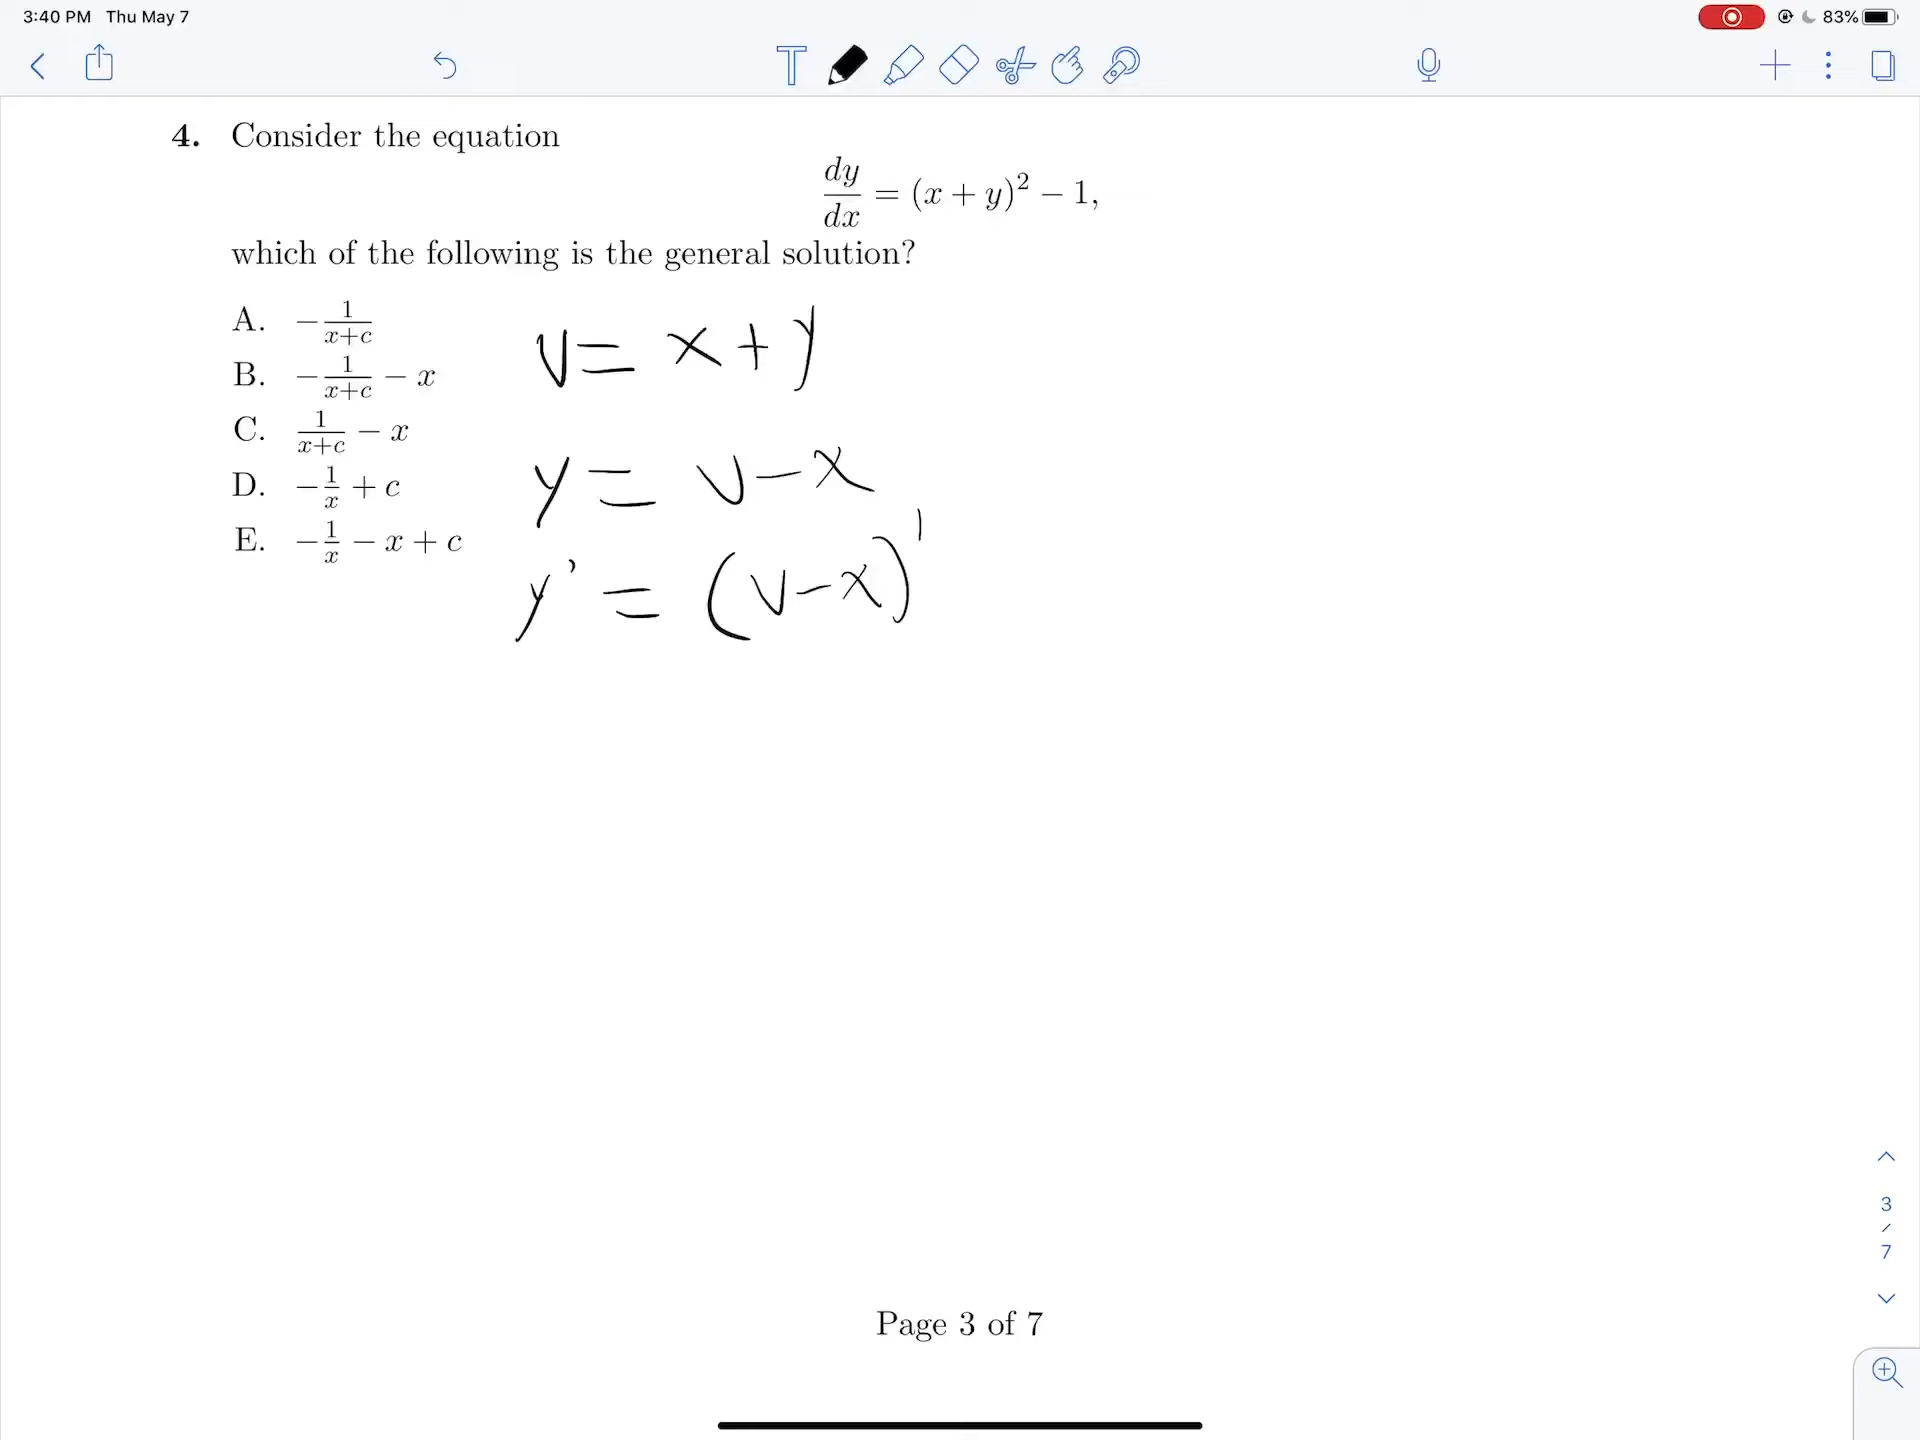 3:40 PM Thu May 7
83%
4. Consider the equation
dy/dx = (x + y)² − 1,
which of the following is the general solution?
A. −1/(x+c)
B. −1/(x+c) − x
C. 1/(x+c) − x
D. −1/x + c
E. −1/x − x + c
v = x + y
y = v − x
y' = (v − x)'
3
/
7
Page 3 of 7